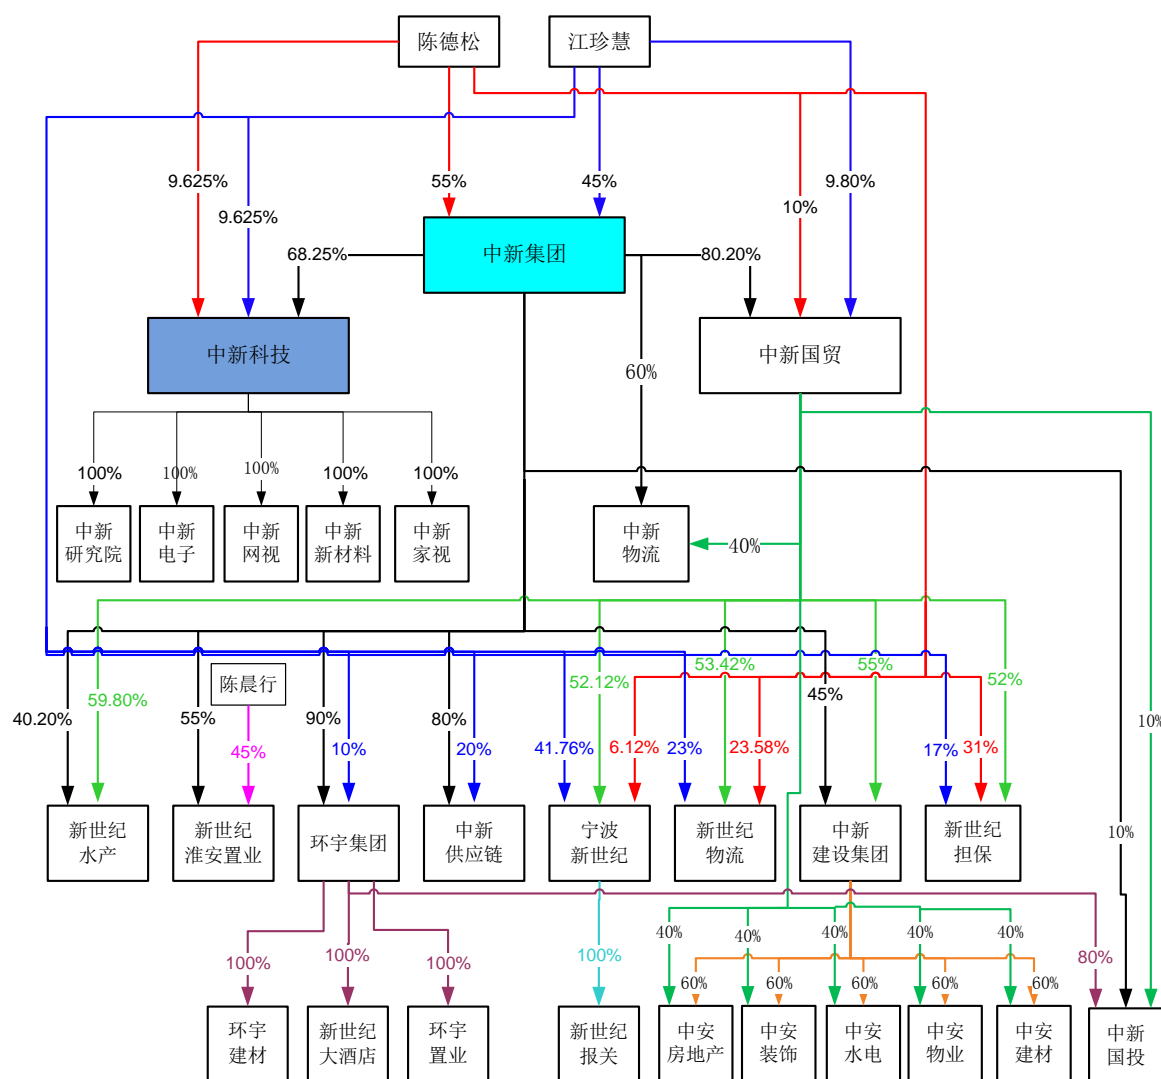 陈德松
江珍慧
9.625%
9.625%
55%
45%
10%
9.80%
68.25%
中新集团
80.20%
中新科技
60%
中新国贸
100%
100%
100%
100%
100%
中新
研究院
中新
电子
中新
网视
中新
新材料
中新
家视
中新
物流
40%
陈晨行
40.20%
59.80%
55%
45%
90%
10%
80%
20%
41.76%
52.12%
6.12%
23%
53.42%
23.58%
45%
55%
17%
31%
52%
10%
新世纪
水产
新世纪
淮安置业
环宇集团
中新
供应链
宁波
新世纪
新世纪
物流
中新
建设集团
新世纪
担保
10%
100%
100%
100%
100%
40%
60%
40%
60%
40%
60%
40%
60%
40%
60%
80%
环宇
建材
新世纪
大酒店
环宇
置业
新世纪
报关
中安
房地产
中安
装饰
中安
水电
中安
物业
中安
建材
中新
国投